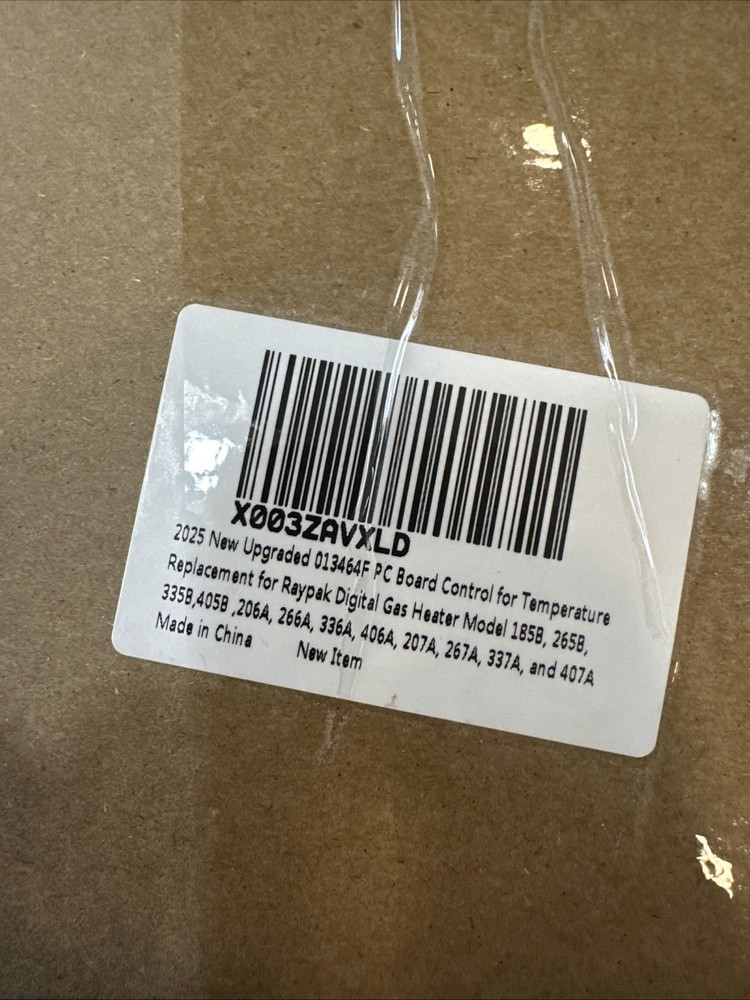 X003ZAVXLD
2025 New Upgraded 013464F PC Board Control for Temperature
Replacement for Raypak Digital Gas Heater Model 185B, 265B,
335B,405B ,206A, 266A, 336A, 406A, 207A, 267A, 337A, and 407A
Made in China New Item